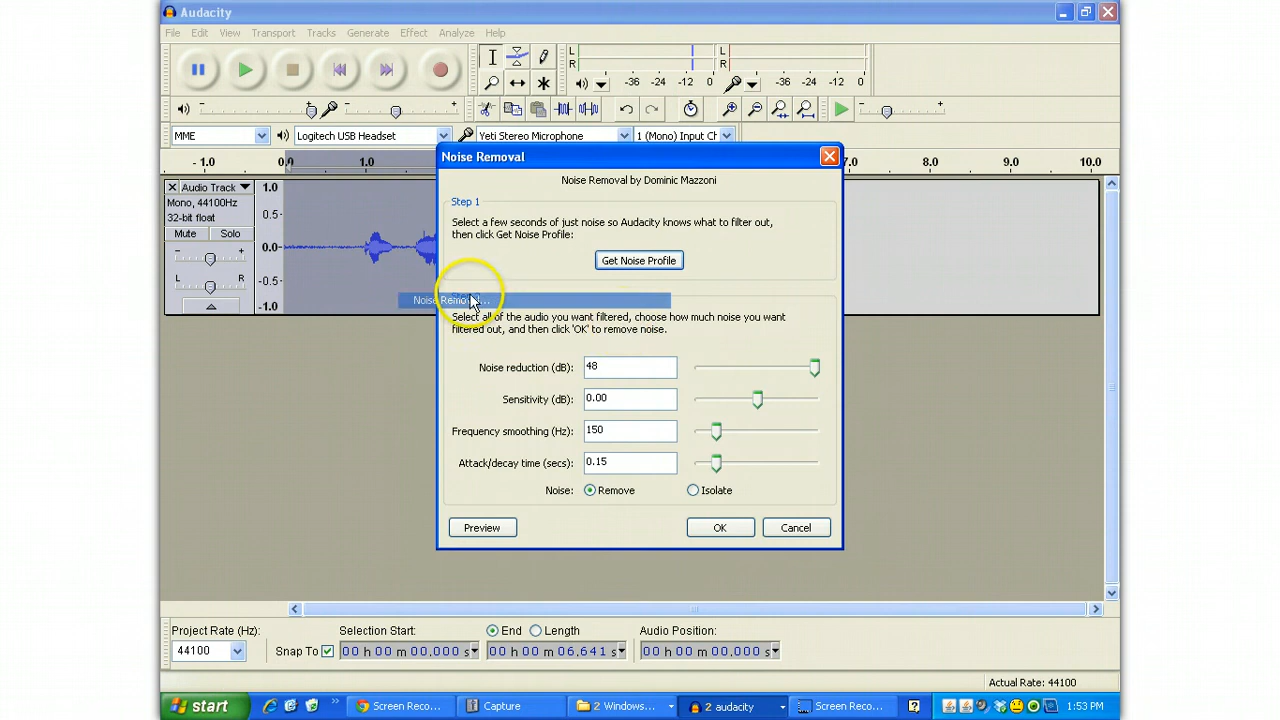 Audacity
File Edit View Transport Tracks Generate Effect Analyze Help
L
R
-36 -24 -12 0
L
R
-36 -24 -12 0
MME Logitech USB Headset Yeti Stereo Microphone 1 (Mono) Input Ch
- 1.0 0.0 1.0 7.0 8.0 9.0 10.0
Noise Removal
Noise Removal by Dominic Mazzoni
Audio Track 1.0
Mono, 44100Hz
32-bit float 0.5-
Mute Solo
- + 0.0-
L R
-0.5-
-1.0
Step 1
Select a few seconds of just noise so Audacity knows what to filter out,
then click Get Noise Profile:
Get Noise Profile
Noise Removal...
Select all of the audio you want filtered, choose how much noise you want
filtered out, and then click 'OK' to remove noise.
Noise reduction (dB): 48
Sensitivity (dB): 0.00
Frequency smoothing (Hz): 150
Attack/decay time (secs): 0.15
Noise: Remove Isolate
Preview OK Cancel
Project Rate (Hz): Selection Start: End Length Audio Position:
44100 Snap To 00 h 00 m 00.000 s 00 h 00 m 06.641 s 00 h 00 m 00.000 s
Actual Rate: 44100
start Screen Reco... Capture 2 Windows... 2 audacity Screen Reco... 1:53 PM